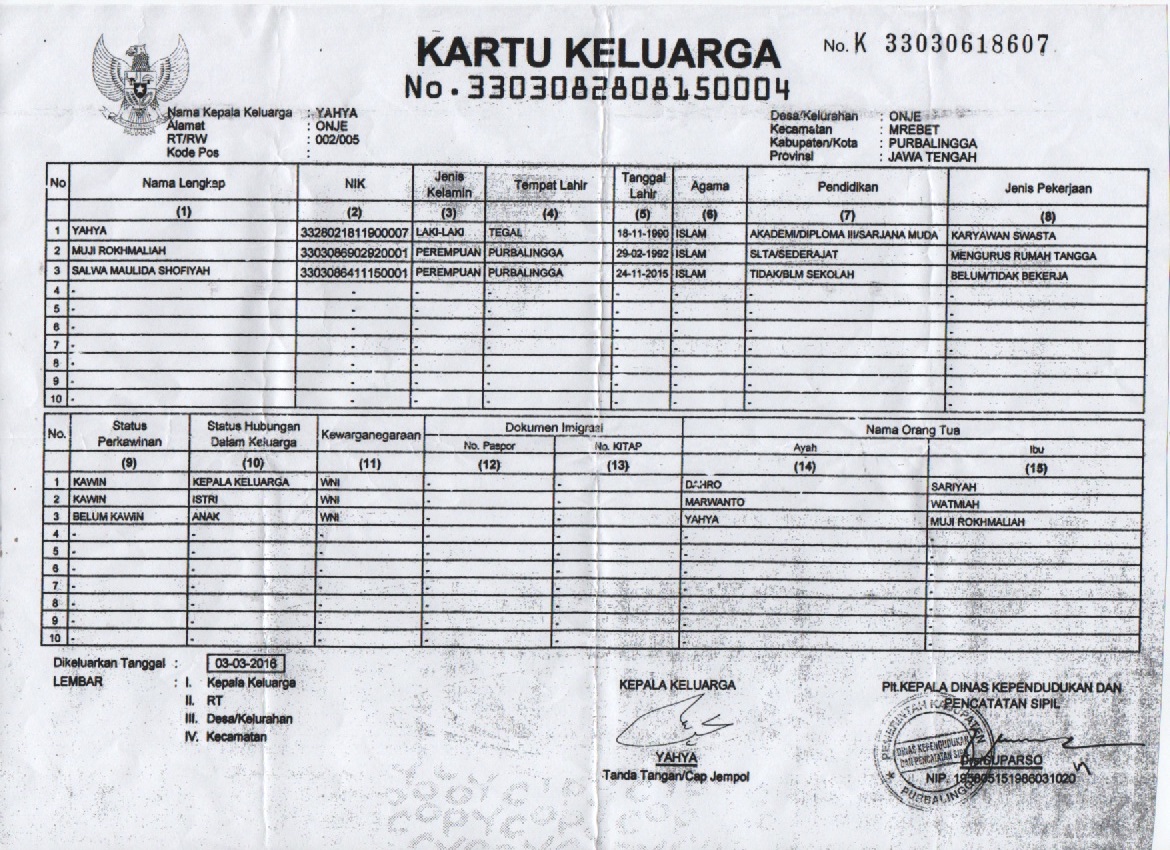 KARTU KELUARGA
No. K 33030618607
No.3303082808150004
Nama Kepala Keluarga : YAHYA
Alamat : ONJE
RT/RW : 002/005
Kode Pos :
Desa/Kelurahan : ONJE
Kecamatan : MREBET
Kabupaten/Kota : PURBALINGGA
Provinsi : JAWA TENGAH
No Nama Lengkap NIK Jenis Kelamin Tempat Lahir Tanggal Lahir Agama Pendidikan Jenis Pekerjaan
(1) (2) (3) (4) (5) (6) (7) (8)
1 YAHYA 3328021811900007 LAKI-LAKI TEGAL 18-11-1990 ISLAM AKADEMI/DIPLOMA III/SARJANA MUDA KARYAWAN SWASTA
2 MUJI ROKHMALIAH 3303086902920001 PEREMPUAN PURBALINGGA 29-02-1992 ISLAM SLTA/SEDERAJAT MENGURUS RUMAH TANGGA
3 SALWA MAULIDA SHOFIYAH 3303086411150001 PEREMPUAN PURBALINGGA 24-11-2015 ISLAM TIDAK/BLM SEKOLAH BELUM/TIDAK BEKERJA
4 - - - - - - - -
5 - - - - - - - -
6 - - - - - - - -
7 - - - - - - - -
8 - - - - - - - -
9 - - - - - - - -
10 - - - - - - - -
No. Status Perkawinan Status Hubungan Dalam Keluarga Kewarganegaraan Dokumen Imigrasi Nama Orang Tua
No. Paspor No. KITAP Ayah Ibu
(9) (10) (11) (12) (13) (14) (15)
1 KAWIN KEPALA KELUARGA WNI - - DAHRO SARIYAH
2 KAWIN ISTRI WNI - - MARWANTO WATMIAH
3 BELUM KAWIN ANAK WNI - - YAHYA MUJI ROKHMALIAH
4 - - - - - - -
5 - - - - - - -
6 - - - - - - -
7 - - - - - - -
8 - - - - - - -
9 - - - - - - -
10 - - - - - - -
Dikeluarkan Tanggal : 03-03-2016
LEMBAR : I. Kepala Keluarga
II. RT
III. Desa/Kelurahan
IV. Kecamatan
KEPALA KELUARGA
YAHYA
Tanda Tangan/Cap Jempol
Plt.KEPALA DINAS KEPENDUDUKAN DAN
PENCATATAN SIPIL
PEMERINTAH KABUPATEN
DINAS KEPENDUDUKAN
DAN PENCATATAN SIPIL
PURBALINGGA
SUPARSO
NIP.
COPY COPY